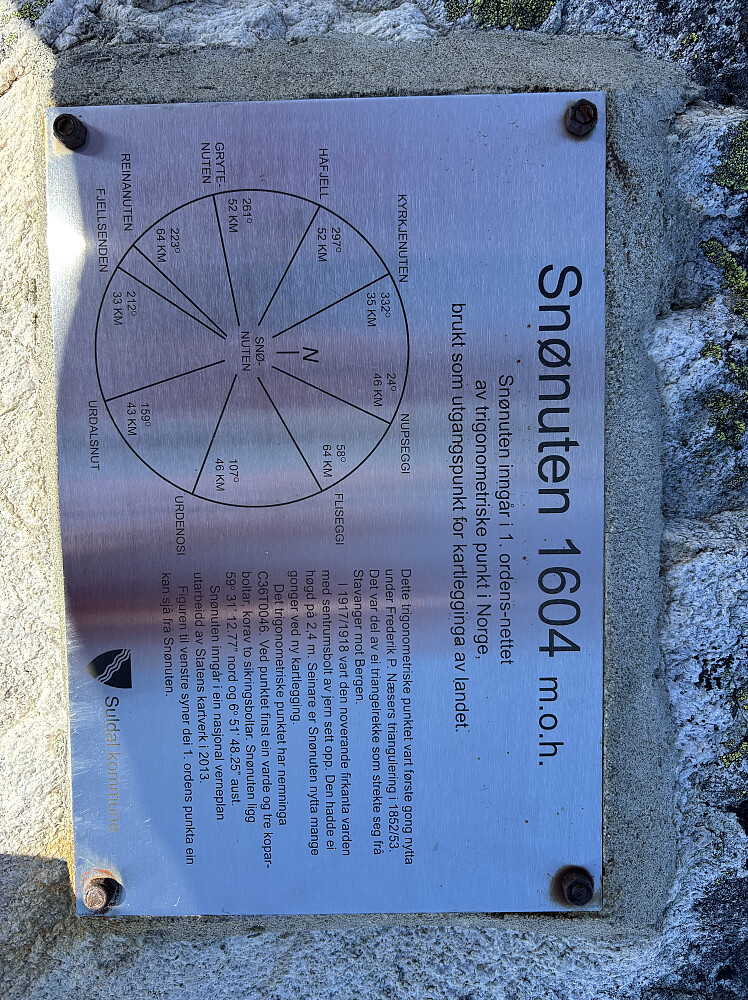 Snønuten 1604 m.o.h.
Snønuten inngår i 1. ordens-nettet
av trigonometriske punkt i Norge,
brukt som utgangspunkt for kartlegginga av landet.
KYRKJENUTEN
332°
35 KM
NUPSEGGI
24°
46 KM
HAFJELL
297°
52 KM
FLISEGGI
58°
64 KM
GRYTE-
NUTEN
261°
52 KM
N
SNØ-
NUTEN
URDENOSI
107°
46 KM
REINANUTEN
223°
64 KM
FJELLSENDEN
212°
33 KM
URDALSNUT
159°
43 KM
Dette trigonometriske punktet vart første gong nytta
under Frederik P. Næsers triangulering i 1852/53.
Det var del av ei triangelrekke som strekte seg frå
Stavanger mot Bergen.
I 1917/1918 vart den noverande firkanta varden
med sentrumsbolt av jern sett opp. Den hadde ei
høgd på 2,4 m. Seinare er Snønuten nytta mange
gonger ved ny kartlegging.
Det trigonometriske punktet har nemninga
C36T0046. Ved punktet finst ein varde og tre kopar-
boltar, korav to sikringsboltar. Snønuten ligg
59° 31' 12,77" nord og 6° 51' 48,25" aust.
Snønuten inngår i ein nasjonal verneplan
utarbeidd av Statens kartverk i 2013.
Figuren til venstre syner dei 1. ordens punkta ein
kan sjå frå Snønuten.
Suldal kommune